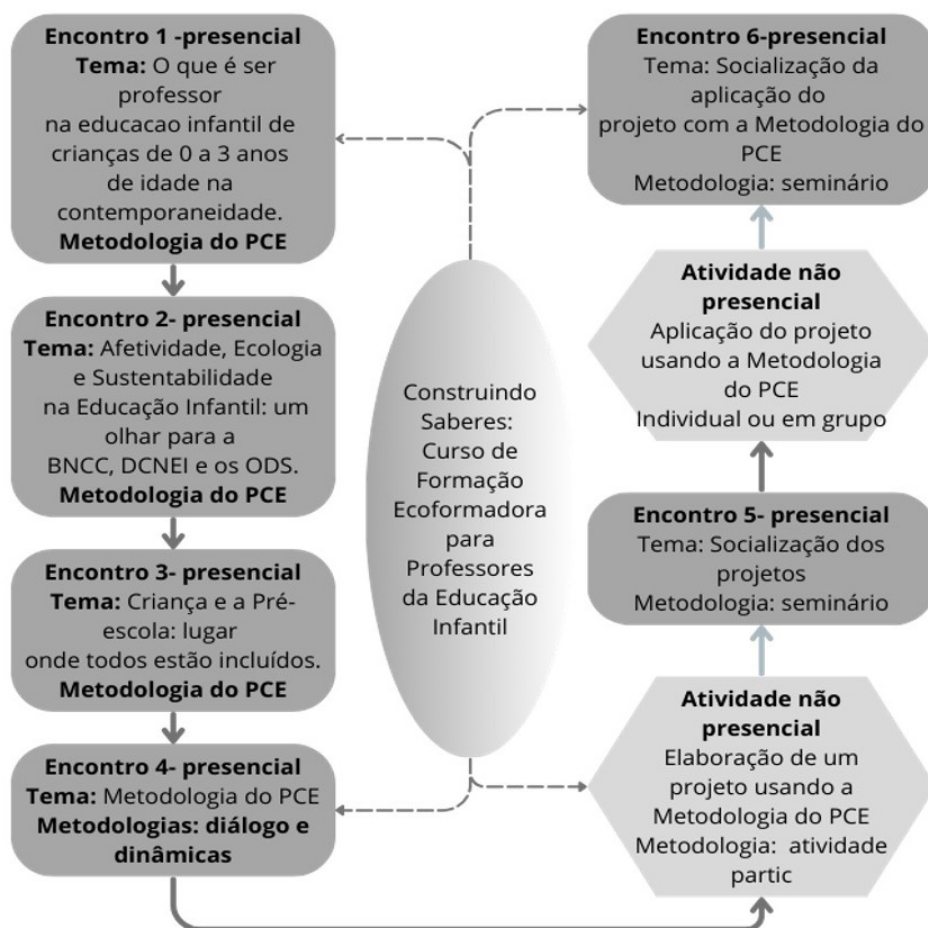 Encontro 1 -presencial
Tema: O que é ser
professor
na educacao infantil de
crianças de 0 a 3 anos
de idade na
contemporaneidade.
Metodologia do PCE
Encontro 2- presencial
Tema: Afetividade, Ecologia
e Sustentabilidade
na Educação Infantil: um
olhar para a
BNCC, DCNEI e os ODS.
Metodologia do PCE
Encontro 3- presencial
Tema: Criança e a Pré-
escola: lugar
onde todos estão incluídos.
Metodologia do PCE
Encontro 4- presencial
Tema: Metodologia do PCE
Metodologias: diálogo e
dinâmicas
Construindo
Saberes:
Curso de
Formação
Ecoformadora
para
Professores
da Educação
Infantil
Encontro 6-presencial
Tema: Socialização da
aplicação do
projeto com a Metodologia do
PCE
Metodologia: seminário
Atividade não
presencial
Aplicação do projeto
usando a Metodologia
do PCE
Individual ou em grupo
Encontro 5- presencial
Tema: Socialização dos
projetos
Metodologia: seminário
Atividade não
presencial
Elaboração de um
projeto usando a
Metodologia do PCE
Metodologia: atividade
partic